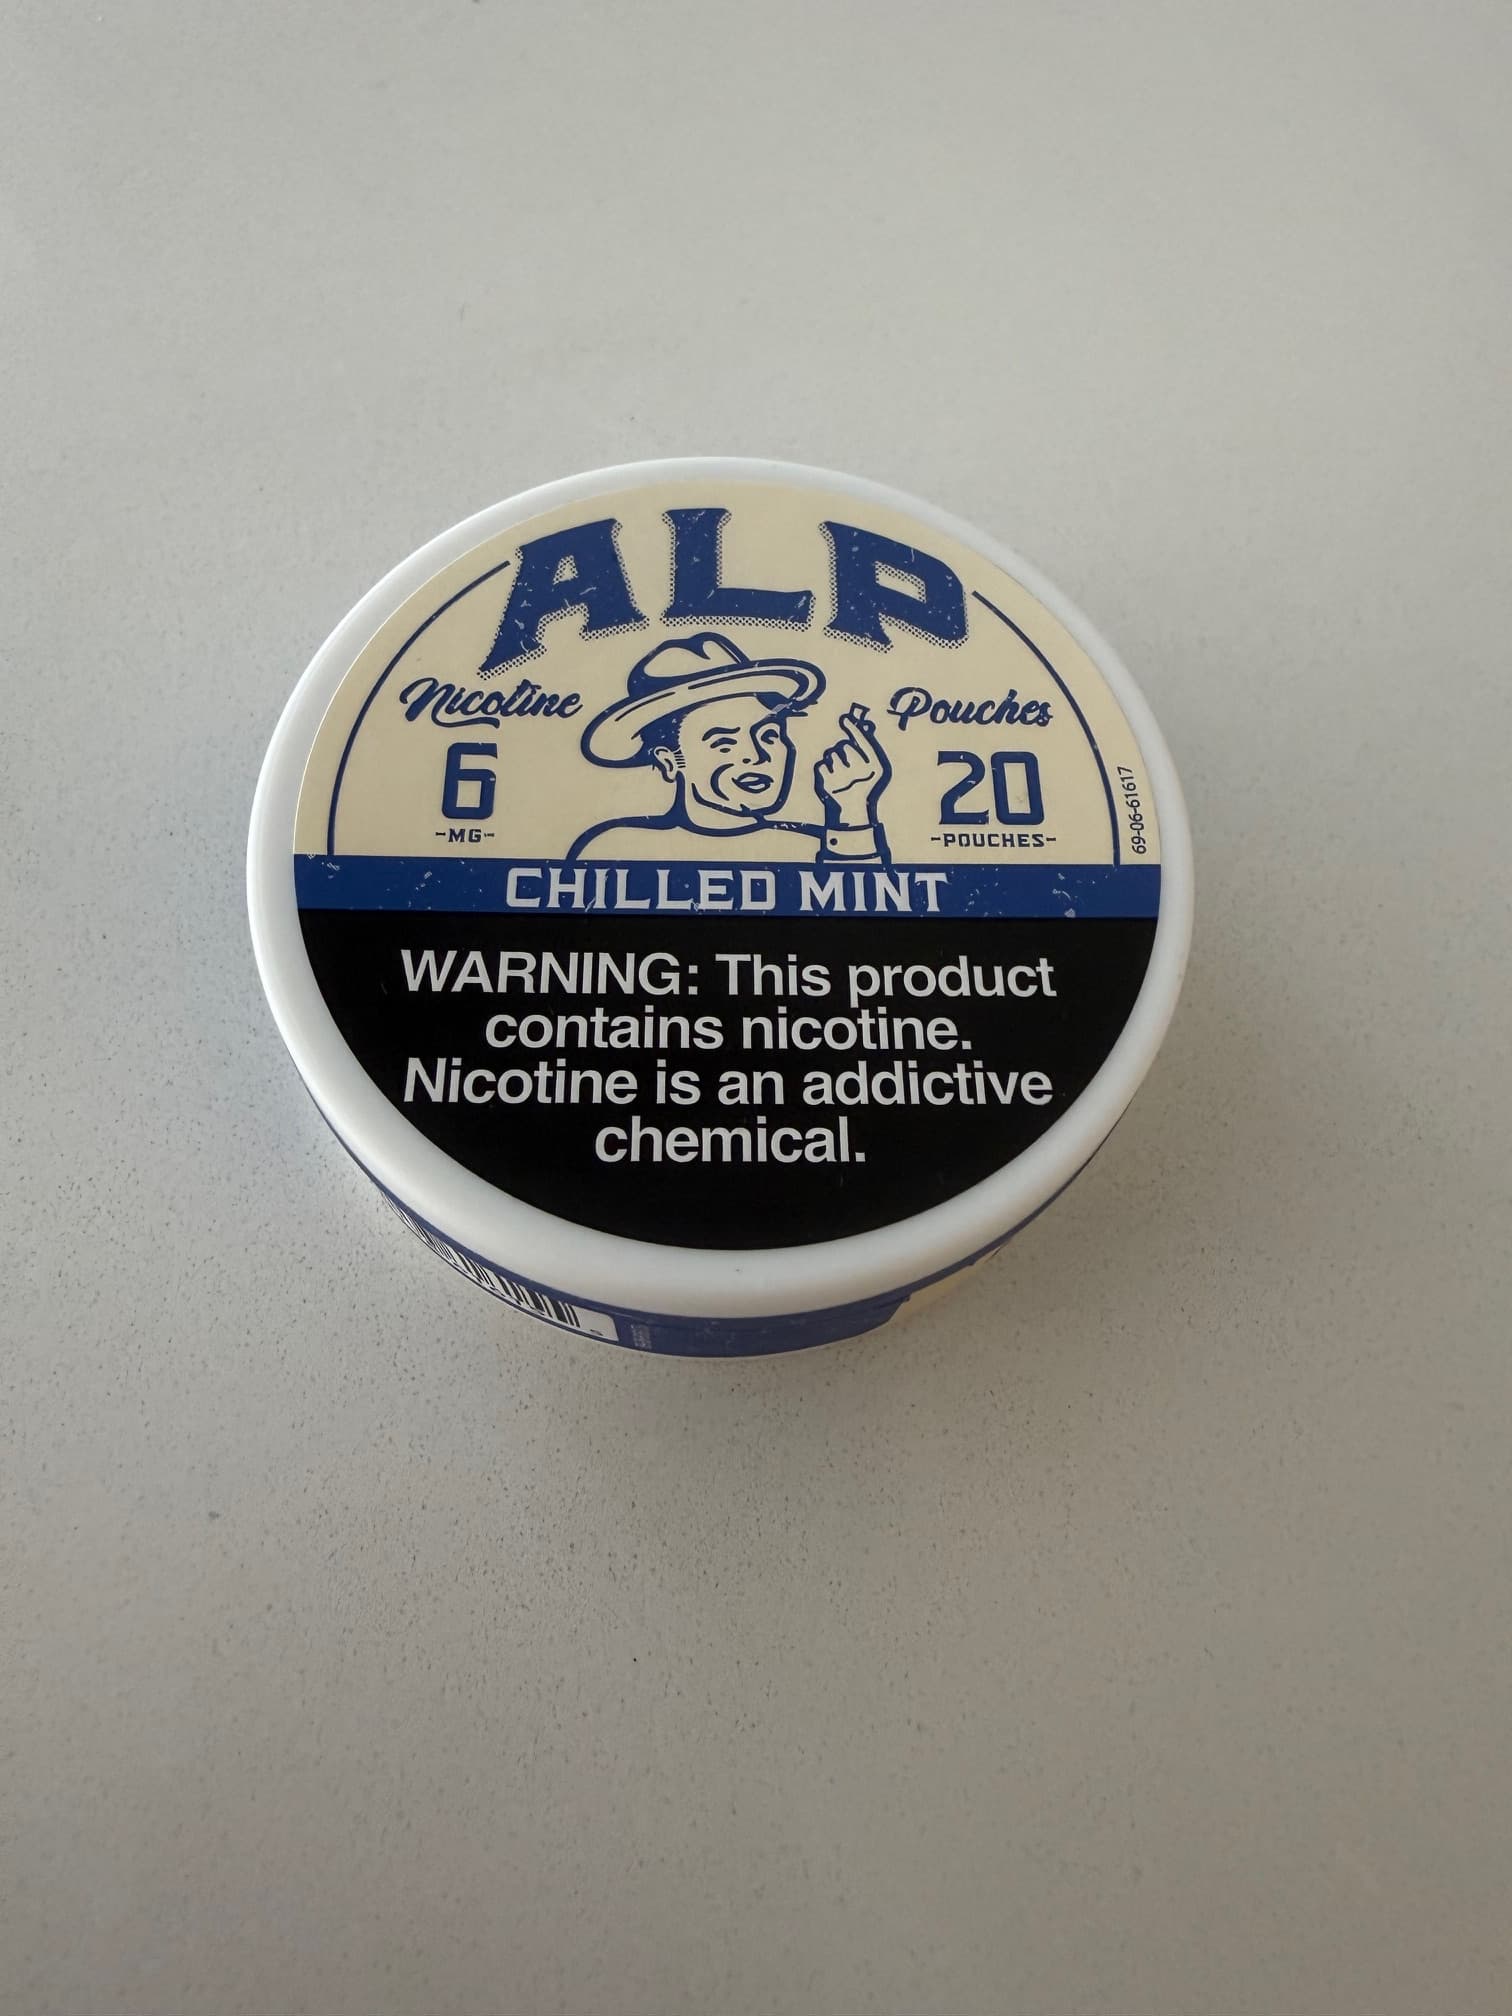 ALP
Nicotine Pouches
6 20
-MG- -POUCHES-
69-06-61617
CHILLED MINT
WARNING: This product
contains nicotine.
Nicotine is an addictive
chemical.